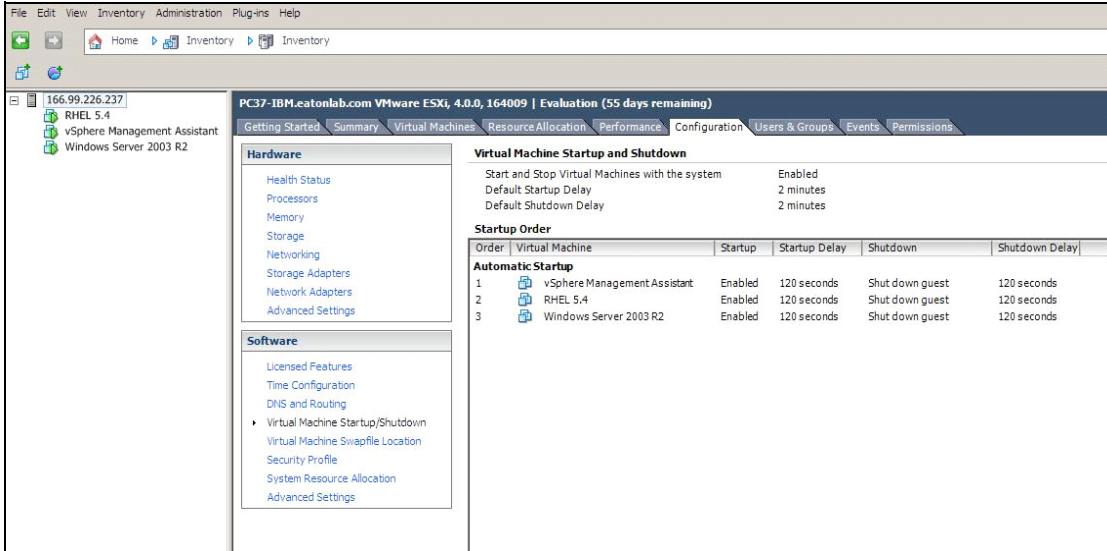 File Edit View Inventory Administration Plug-ins Help
Home Inventory Inventory
166.99.226.237
RHEL 5.4
vSphere Management Assistant
Windows Server 2003 R2
PC37-IBM.eatonlab.com VMware ESXi, 4.0.0, 164009 | Evaluation (55 days remaining)
Getting Started Summary Virtual Machines Resource Allocation Performance Configuration Users & Groups Events Permissions
Hardware
Health Status
Processors
Memory
Storage
Networking
Storage Adapters
Network Adapters
Advanced Settings
Software
Licensed Features
Time Configuration
DNS and Routing
Virtual Machine Startup/Shutdown
Virtual Machine Swapfile Location
Security Profile
System Resource Allocation
Advanced Settings
Virtual Machine Startup and Shutdown
Start and Stop Virtual Machines with the system Enabled
Default Startup Delay 2 minutes
Default Shutdown Delay 2 minutes
Startup Order
Order Virtual Machine Startup Startup Delay Shutdown Shutdown Delay
Automatic Startup
1 vSphere Management Assistant Enabled 120 seconds Shut down guest 120 seconds
2 RHEL 5.4 Enabled 120 seconds Shut down guest 120 seconds
3 Windows Server 2003 R2 Enabled 120 seconds Shut down guest 120 seconds